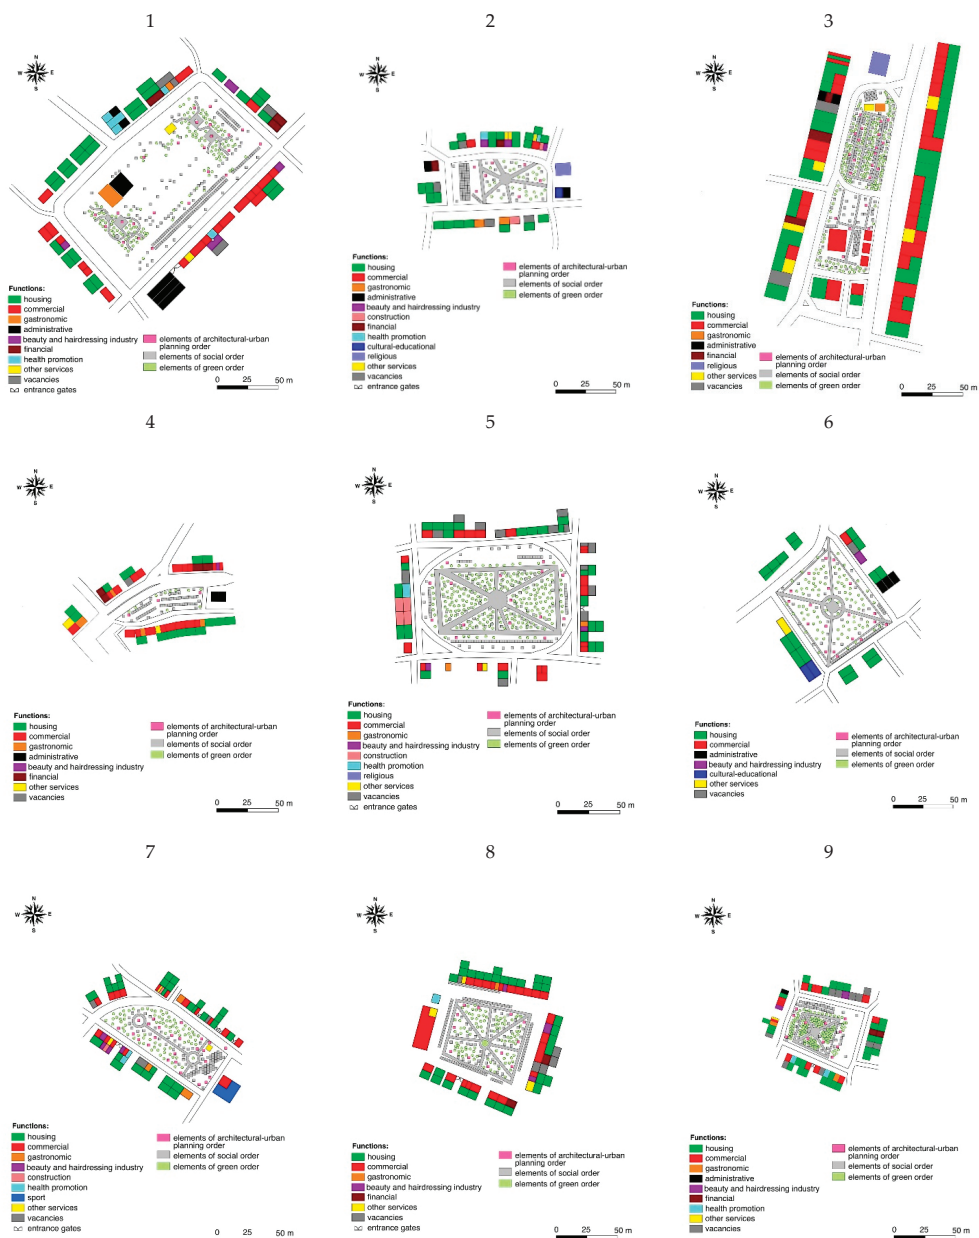 1
2
3
N
W
E
S
N
W
E
S
N
W
E
S
Functions:
housing
commercial
gastronomic
administrative
beauty and hairdressing industry
financial
health promotion
other services
vacancies
entrance gates
elements of architectural-urban
planning order
elements of social order
elements of green order
0 25 50 m
Functions:
housing
commercial
gastronomic
administrative
beauty and hairdressing industry
construction
financial
health promotion
cultural-educational
religious
other services
vacancies
entrance gates
elements of architectural-urban
planning order
elements of social order
elements of green order
0 25 50 m
Functions:
housing
commercial
gastronomic
administrative
financial
religious
other services
vacancies
elements of architectural-urban
planning order
elements of social order
elements of green order
0 25 50 m
4
5
6
N
W
E
S
N
W
E
S
N
W
E
S
Functions:
housing
commercial
gastronomic
administrative
beauty and hairdressing industry
financial
other services
vacancies
elements of architectural-urban
planning order
elements of social order
elements of green order
0 25 50 m
Functions:
housing
commercial
gastronomic
beauty and hairdressing industry
construction
health promotion
religious
other services
vacancies
entrance gates
elements of architectural-urban
planning order
elements of social order
elements of green order
0 25 50 m
Functions:
housing
commercial
administrative
beauty and hairdressing industry
cultural-educational
other services
vacancies
elements of architectural-urban
planning order
elements of social order
elements of green order
0 25 50 m
7
8
9
N
W
E
S
N
W
E
S
N
W
E
S
Functions:
housing
commercial
gastronomic
beauty and hairdressing industry
construction
health promotion
sport
other services
vacancies
entrance gates
elements of architectural-urban
planning order
elements of social order
elements of green order
0 25 50 m
Functions:
housing
commercial
gastronomic
beauty and hairdressing industry
financial
other services
vacancies
entrance gates
elements of architectural-urban
planning order
elements of social order
elements of green order
0 25 50 m
Functions:
housing
commercial
gastronomic
administrative
beauty and hairdressing industry
financial
health promotion
other services
vacancies
elements of architectural-urban
planning order
elements of social order
elements of green order
0 25 50 m